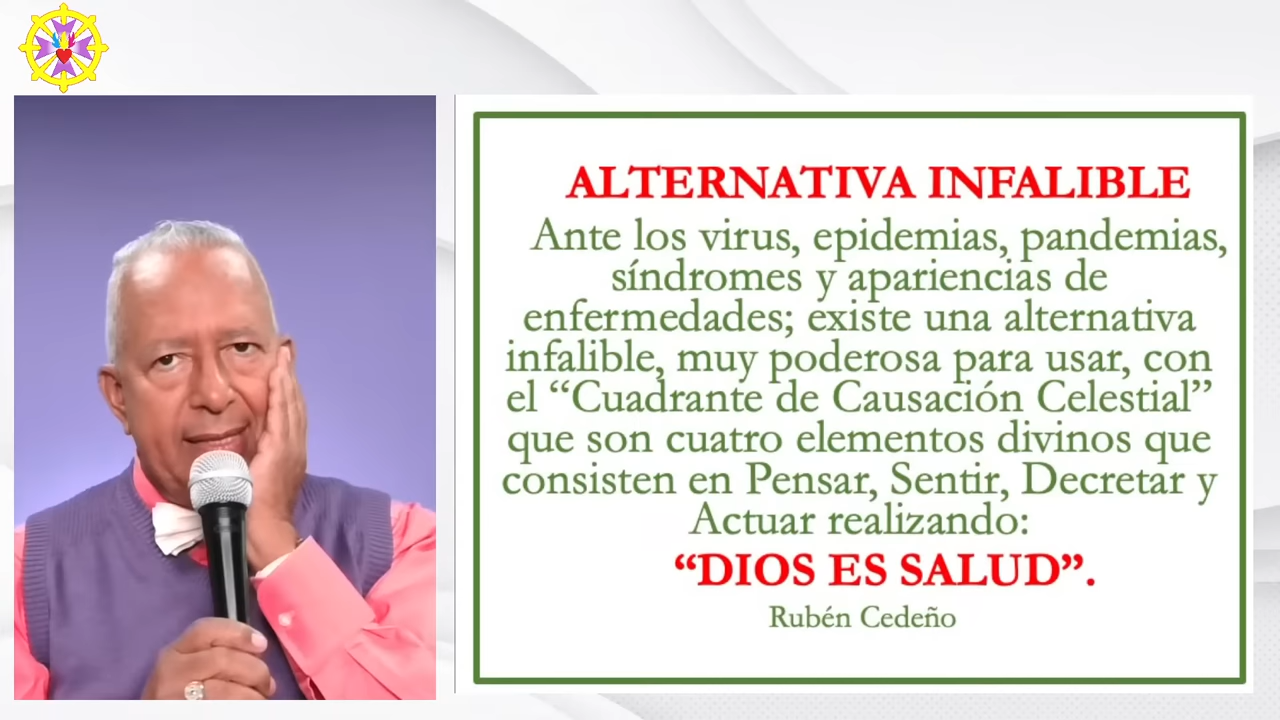 ALTERNATIVA INFALIBLE
Ante los virus, epidemias, pandemias,
síndromes y apariencias de
enfermedades; existe una alternativa
infalible, muy poderosa para usar, con
el “Cuadrante de Causación Celestial”
que son cuatro elementos divinos que
consisten en Pensar, Sentir, Decretar y
Actuar realizando:
“DIOS ES SALUD”.
Rubén Cedeño